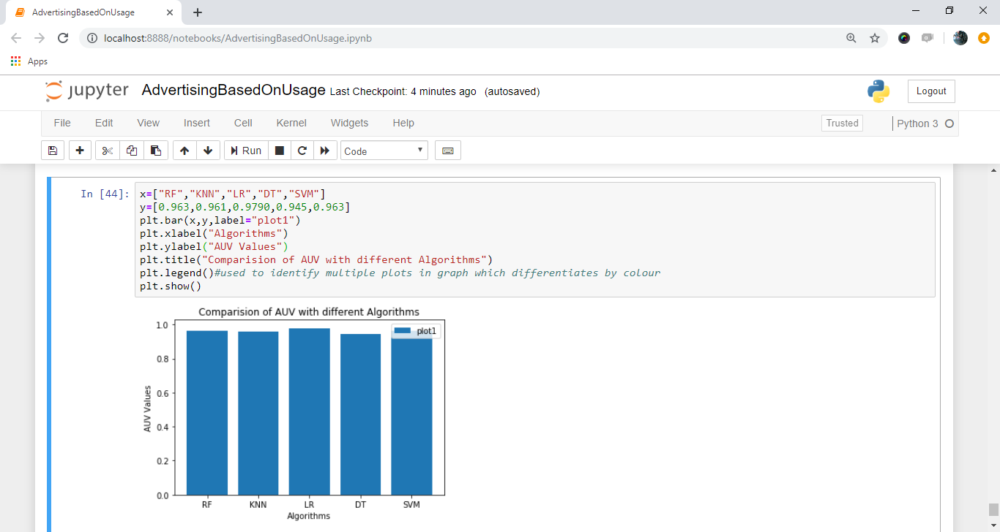 AdvertisingBasedOnUsage
localhost:8888/notebooks/AdvertisingBasedOnUsage.ipynb
Apps
jupyter AdvertisingBasedOnUsage Last Checkpoint: 4 minutes ago (autosaved)
Logout
File Edit View Insert Cell Kernel Widgets Help
Trusted
Python 3
Run
Code
In [44]:
x=["RF","KNN","LR","DT","SVM"]
y=[0.963,0.961,0.9790,0.945,0.963]
plt.bar(x,y,label="plot1")
plt.xlabel("Algorithms")
plt.ylabel("AUV Values")
plt.title("Comparision of AUV with different Algorithms")
plt.legend()#used to identify multiple plots in graph which differentiates by colour
plt.show()
Comparision of AUV with different Algorithms
plot1
1.0
0.8
0.6
0.4
0.2
0.0
AUV Values
RF KNN LR DT SVM
Algorithms